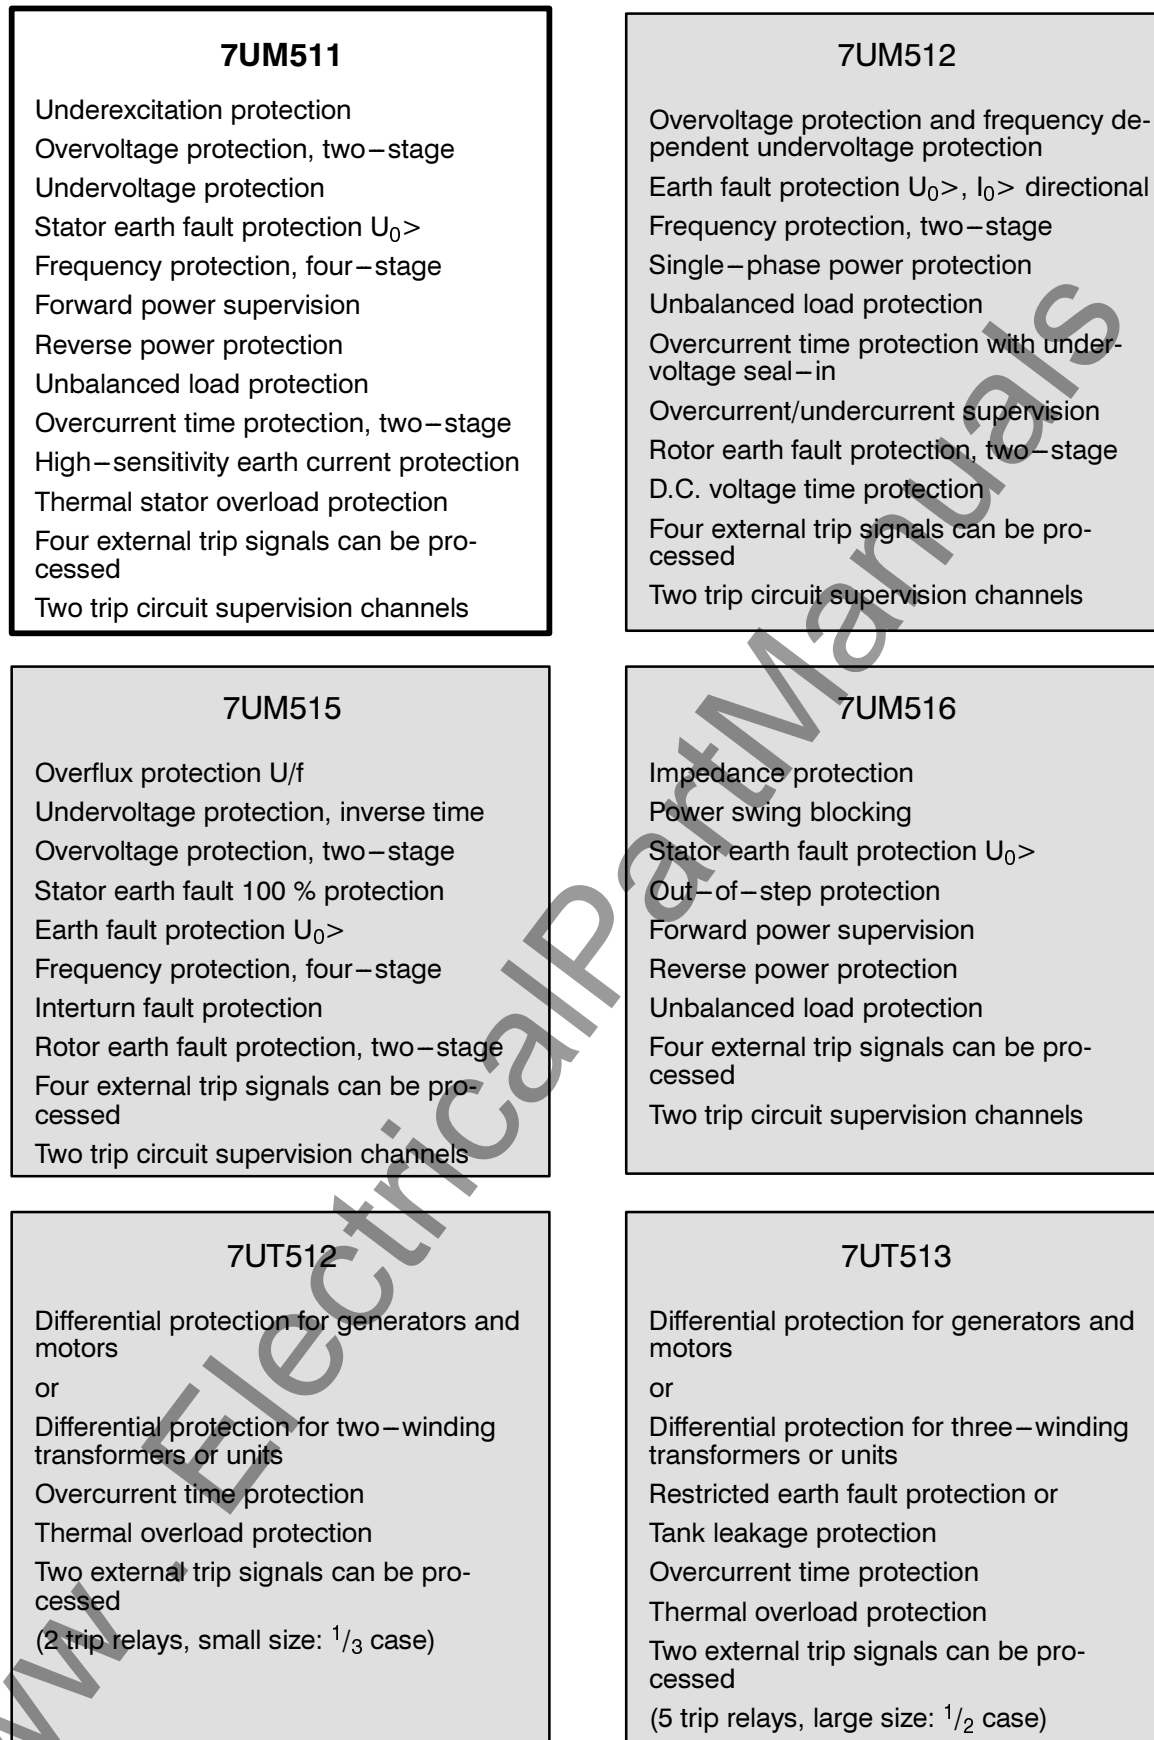 7UM511
Underexcitation protection
Overvoltage protection, two–stage
Undervoltage protection
Stator earth fault protection U₀>
Frequency protection, four–stage
Forward power supervision
Reverse power protection
Unbalanced load protection
Overcurrent time protection, two–stage
High–sensitivity earth current protection
Thermal stator overload protection
Four external trip signals can be pro-
cessed
Two trip circuit supervision channels
7UM512
Overvoltage protection and frequency de-
pendent undervoltage protection
Earth fault protection U₀>, I₀> directional
Frequency protection, two–stage
Single–phase power protection
Unbalanced load protection
Overcurrent time protection with under-
voltage seal–in
Overcurrent/undercurrent supervision
Rotor earth fault protection, two–stage
D.C. voltage time protection
Four external trip signals can be pro-
cessed
Two trip circuit supervision channels
7UM515
Overflux protection U/f
Undervoltage protection, inverse time
Overvoltage protection, two–stage
Stator earth fault 100 % protection
Earth fault protection U₀>
Frequency protection, four–stage
Interturn fault protection
Rotor earth fault protection, two–stage
Four external trip signals can be pro-
cessed
Two trip circuit supervision channels
7UM516
Impedance protection
Power swing blocking
Stator earth fault protection U₀>
Out–of–step protection
Forward power supervision
Reverse power protection
Unbalanced load protection
Four external trip signals can be pro-
cessed
Two trip circuit supervision channels
7UT512
Differential protection for generators and
motors
or
Differential protection for two–winding
transformers or units
Overcurrent time protection
Thermal overload protection
Two external trip signals can be pro-
cessed
(2 trip relays, small size: ¹/₃ case)
7UT513
Differential protection for generators and
motors
or
Differential protection for three–winding
transformers or units
Restricted earth fault protection or
Tank leakage protection
Overcurrent time protection
Thermal overload protection
Two external trip signals can be pro-
cessed
(5 trip relays, large size: ¹/₂ case)
. ElectricalPartManuals